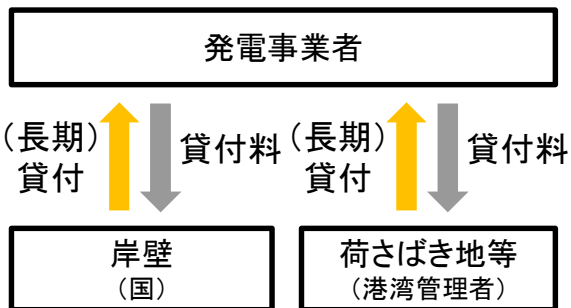 発電事業者
（長期）
貸付
貸付料
（長期）
貸付
貸付料
岸壁
（国）
荷さばき地等
（港湾管理者）